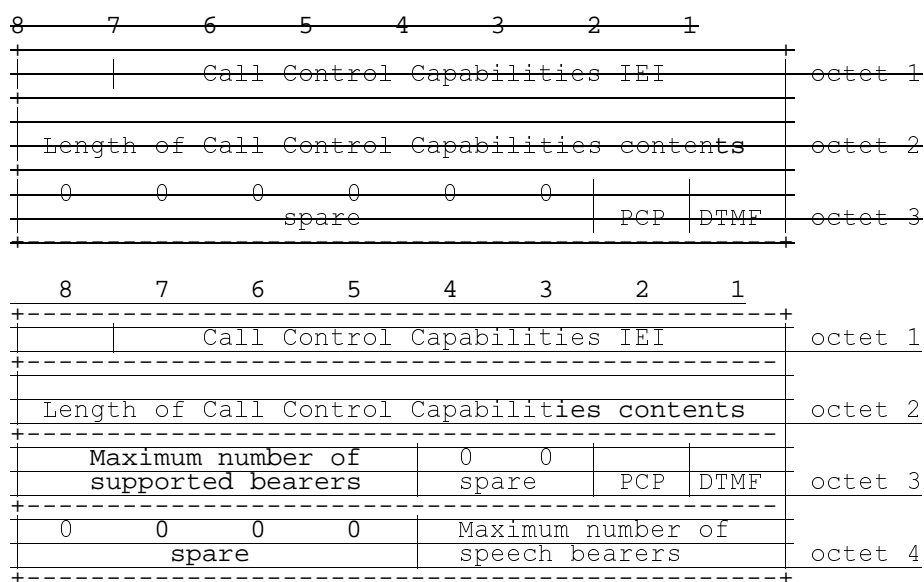 8 7 6 5 4 3 2 1
Call Control Capabilities IEI octet 1
Length of Call Control Capabilities contents octet 2
0 0 0 0 0 0
spare PCP DTMF octet 3
8 7 6 5 4 3 2 1
Call Control Capabilities IEI octet 1
Length of Call Control Capabilities contents octet 2
Maximum number of 0 0
supported bearers spare PCP DTMF octet 3
0 0 0 0 Maximum number of
spare speech bearers octet 4